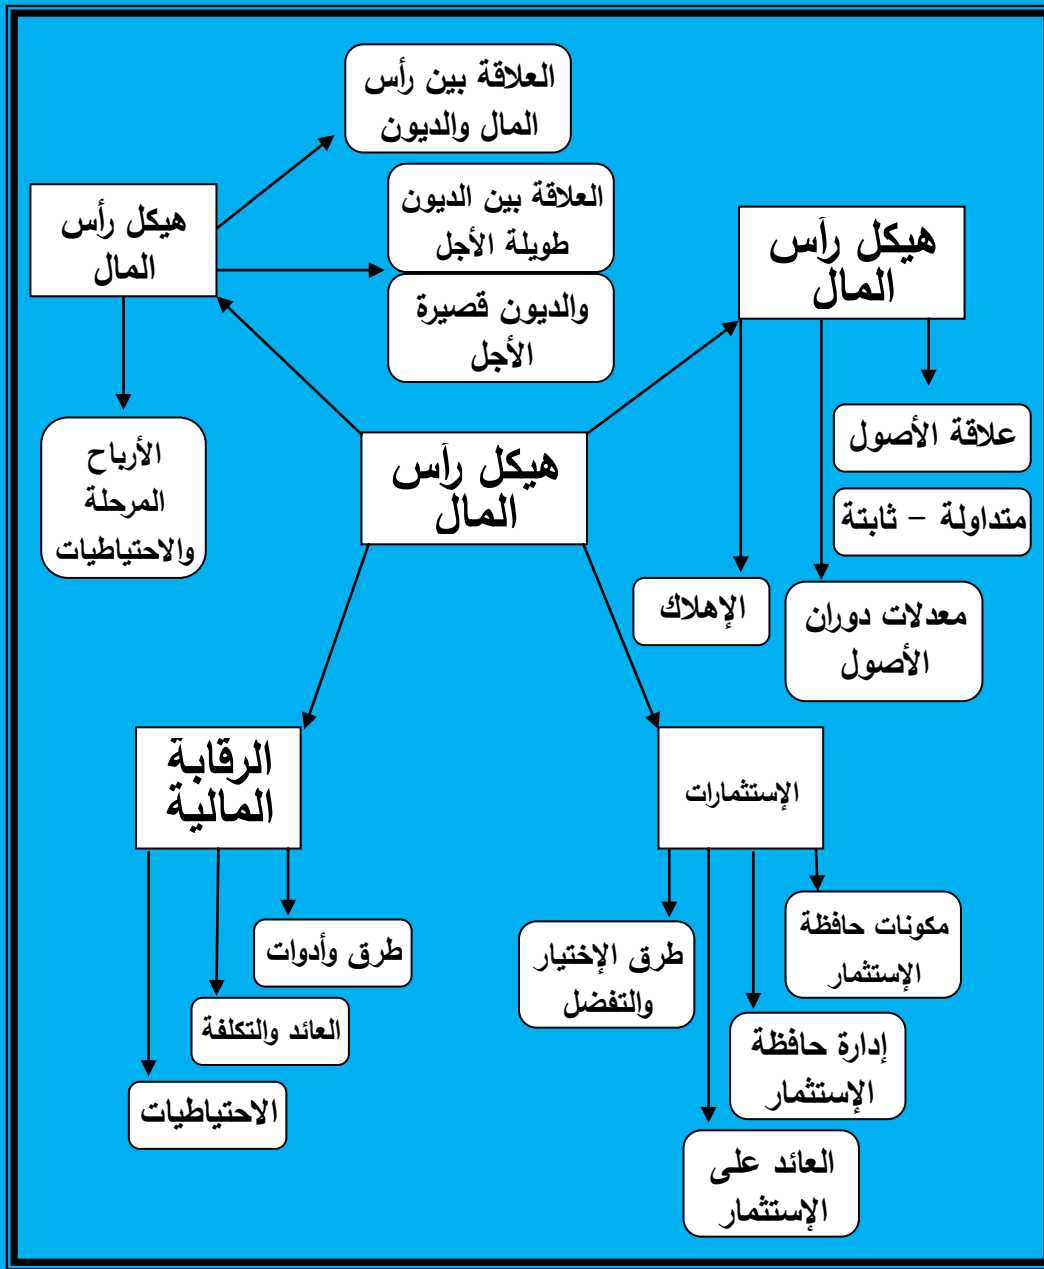 العلاقة بين رأس
المال والديون
العلاقة بين الديون
طويلة الأجل
والديون قصيرة
الأجل
هيكل رأس
المال
الأرباح
المرحلة
والاحتياطيات
هيكل رأس
المال
علاقة الأصول
متداولة - ثابتة
معدلات دوران
الأصول
الإهلاك
هيكل رأس
المال
الرقابة
المالية
طرق وأدوات
العائد والتكلفة
الاحتياطيات
الإستثمارات
مكونات حافظة
الإستثمار
إدارة حافظة
الإستثمار
العائد على
الإستثمار
طرق الإختيار
والتفضل